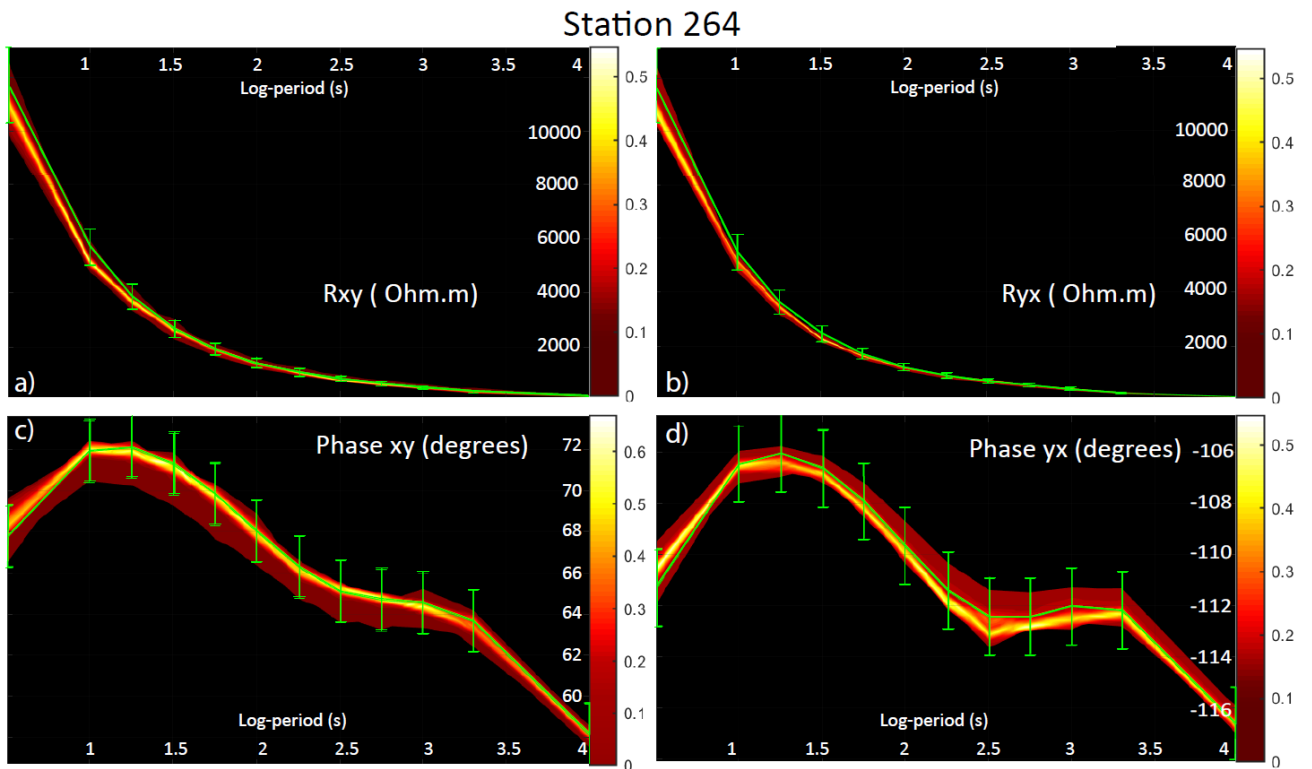 Station 264
1 1.5 2 2.5 3 3.5 4
Log-period (s)
10000
8000
6000
4000
2000
Rxy ( Ohm.m)
a)
0.5
0.4
0.3
0.2
0.1
0
1 1.5 2 2.5 3 3.5 4
Log-period (s)
10000
8000
6000
4000
2000
Ryx ( Ohm.m)
b)
0.5
0.4
0.3
0.2
0.1
0
c)
Phase xy (degrees)
72
70
68
66
64
62
60
Log-period (s)
1 1.5 2 2.5 3 3.5 4
0.6
0.5
0.4
0.3
0.2
0.1
0
d)
Phase yx (degrees)
-106
-108
-110
-112
-114
-116
Log-period (s)
1 1.5 2 2.5 3 3.5 4
0.5
0.4
0.3
0.2
0.1
0